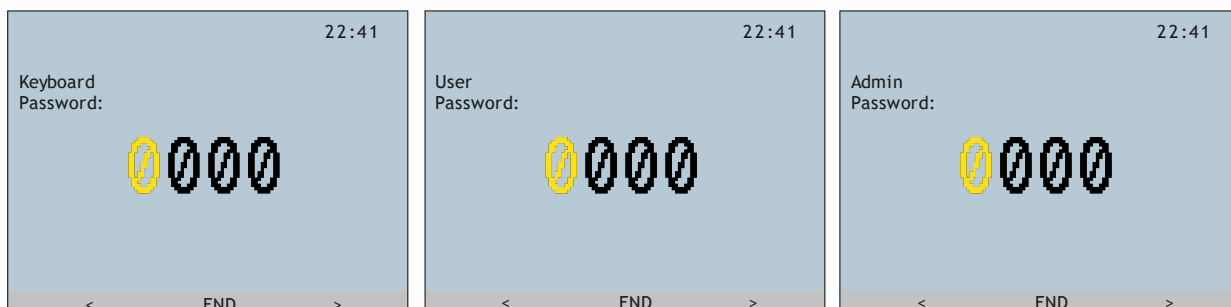 22:41
Keyboard
Password:
0000
< END >
22:41
User
Password:
0000
< END >
22:41
Admin
Password:
0000
< END >